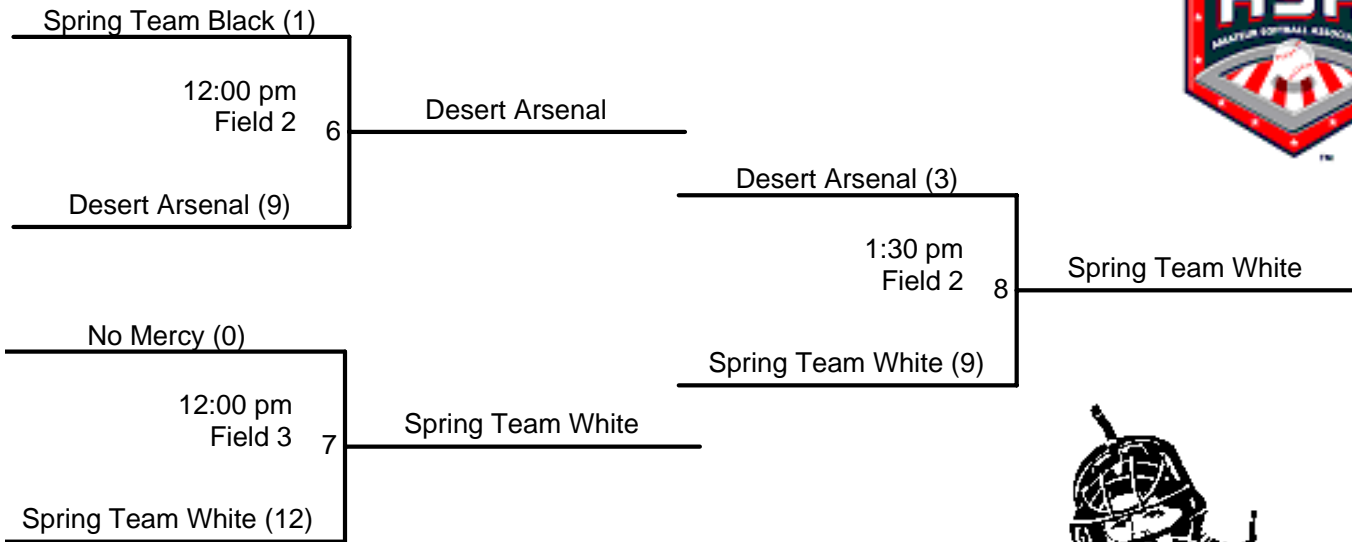 Spring Team Black (1)
12:00 pm
Field 2
6
Desert Arsenal
Desert Arsenal (9)
Desert Arsenal (3)
1:30 pm
Field 2
8
Spring Team White
Spring Team White (9)
No Mercy (0)
12:00 pm
Field 3
7
Spring Team White
Spring Team White (12)